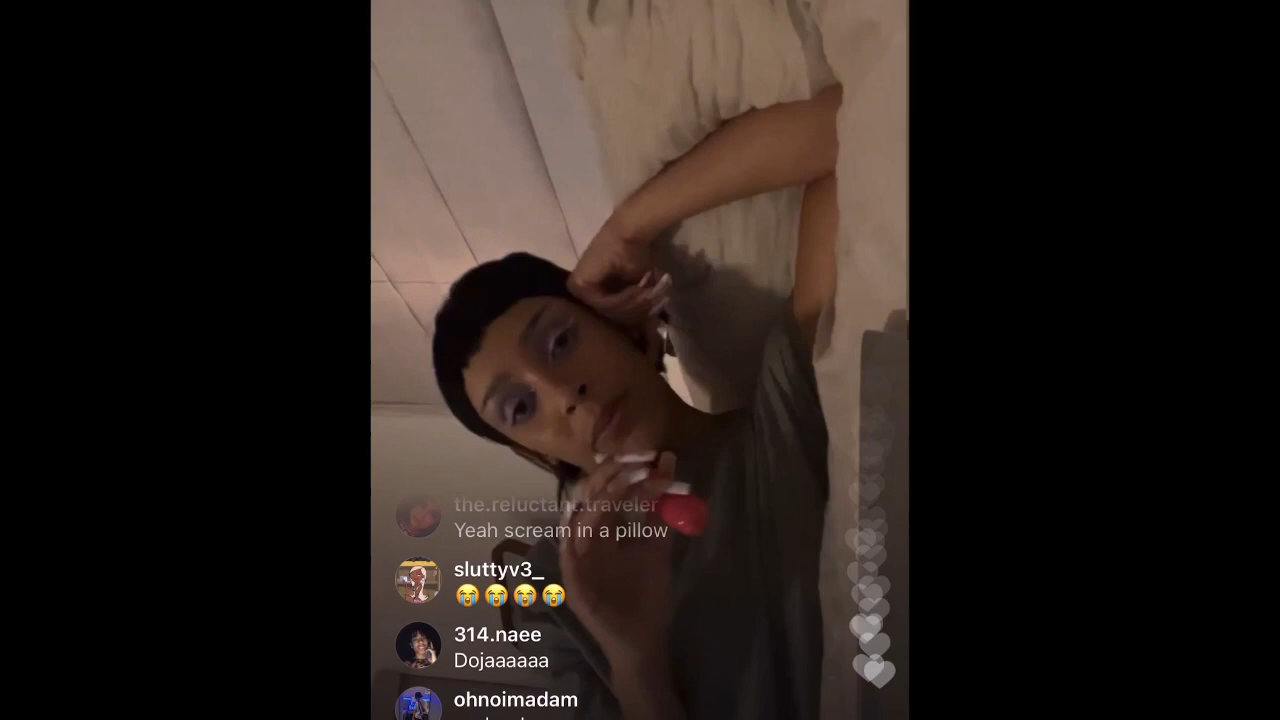 the.reluctant.traveler
Yeah scream in a pillow
sluttyv3_
😭😭😭😭
314.naee
Dojaaaaaa
ohnoimadam